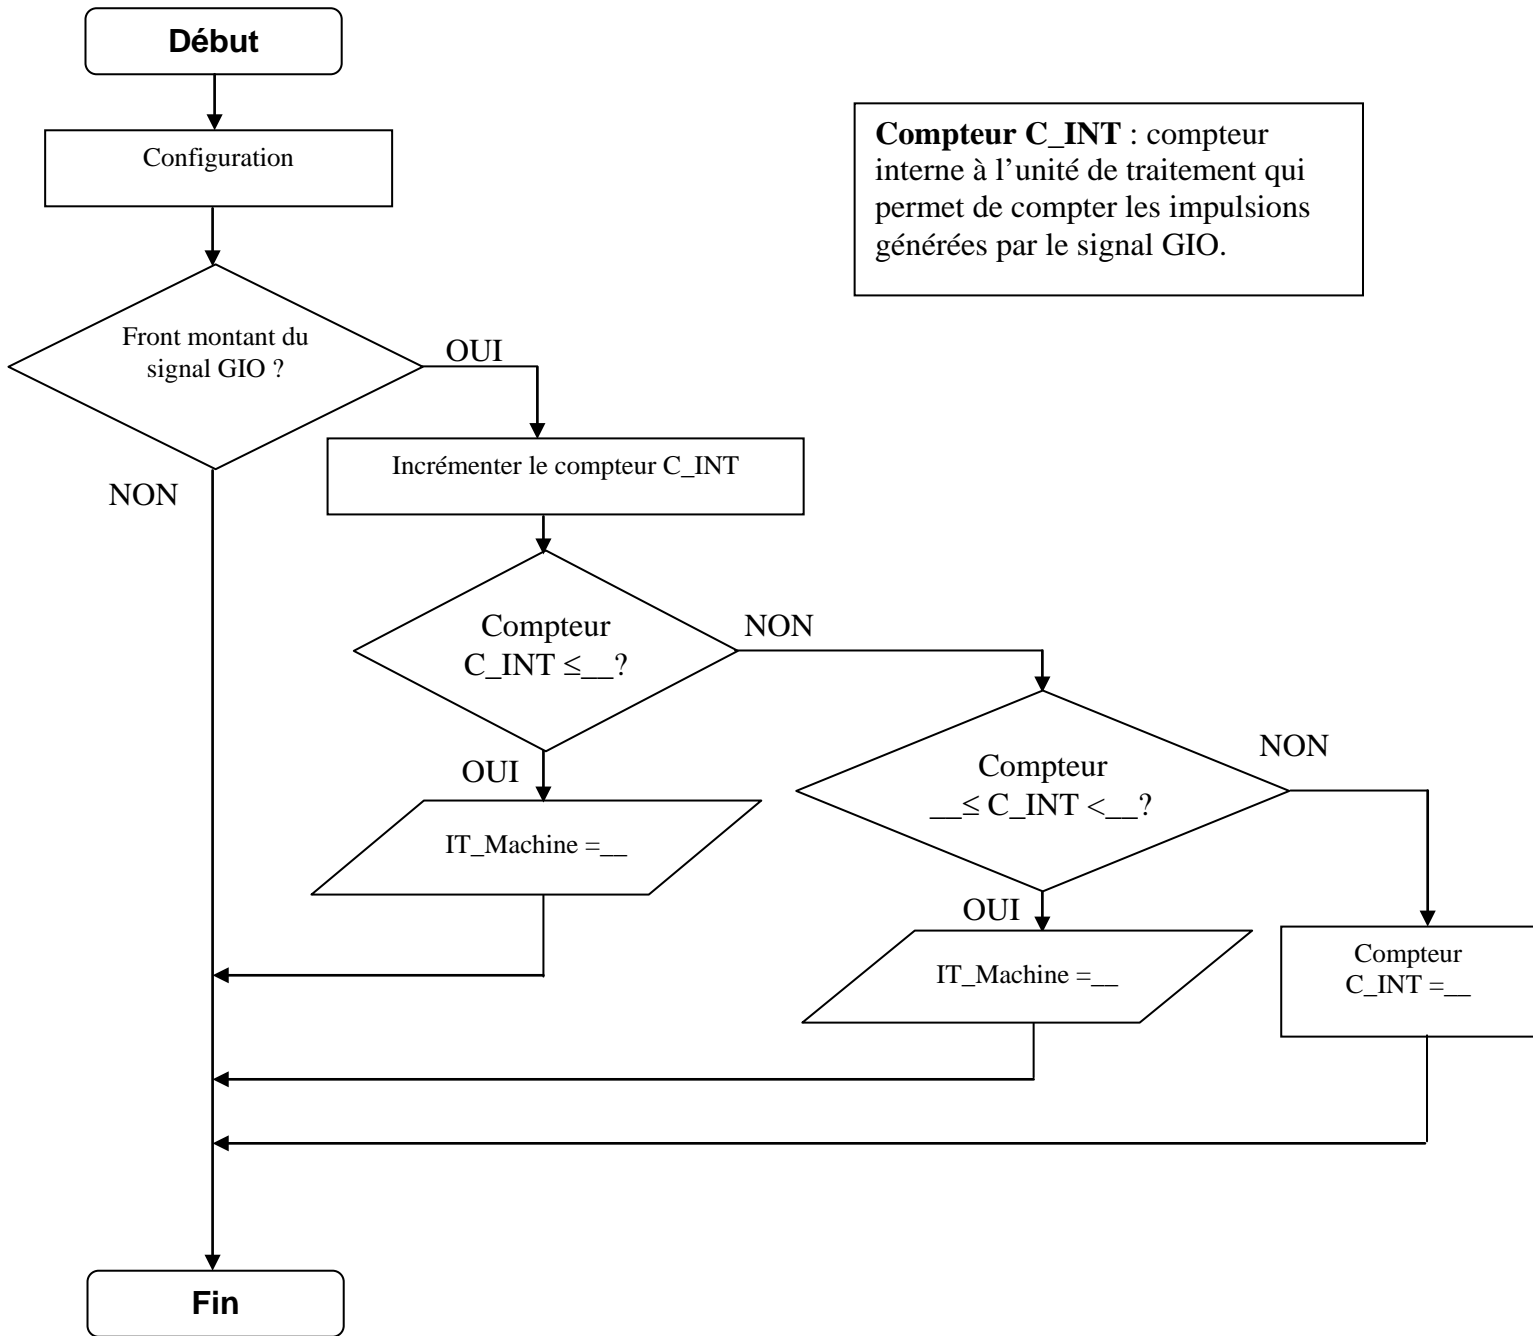 Début
Configuration
Compteur C_INT : compteur
interne à l’unité de traitement qui
permet de compter les impulsions
générées par le signal GIO.
Front montant du
signal GIO ?
OUI
NON
Incrémenter le compteur C_INT
Compteur
C_INT ≤__?
NON
OUI
IT_Machine =__
Compteur
__≤ C_INT <__?
NON
OUI
IT_Machine =__
Compteur
C_INT =__
Fin